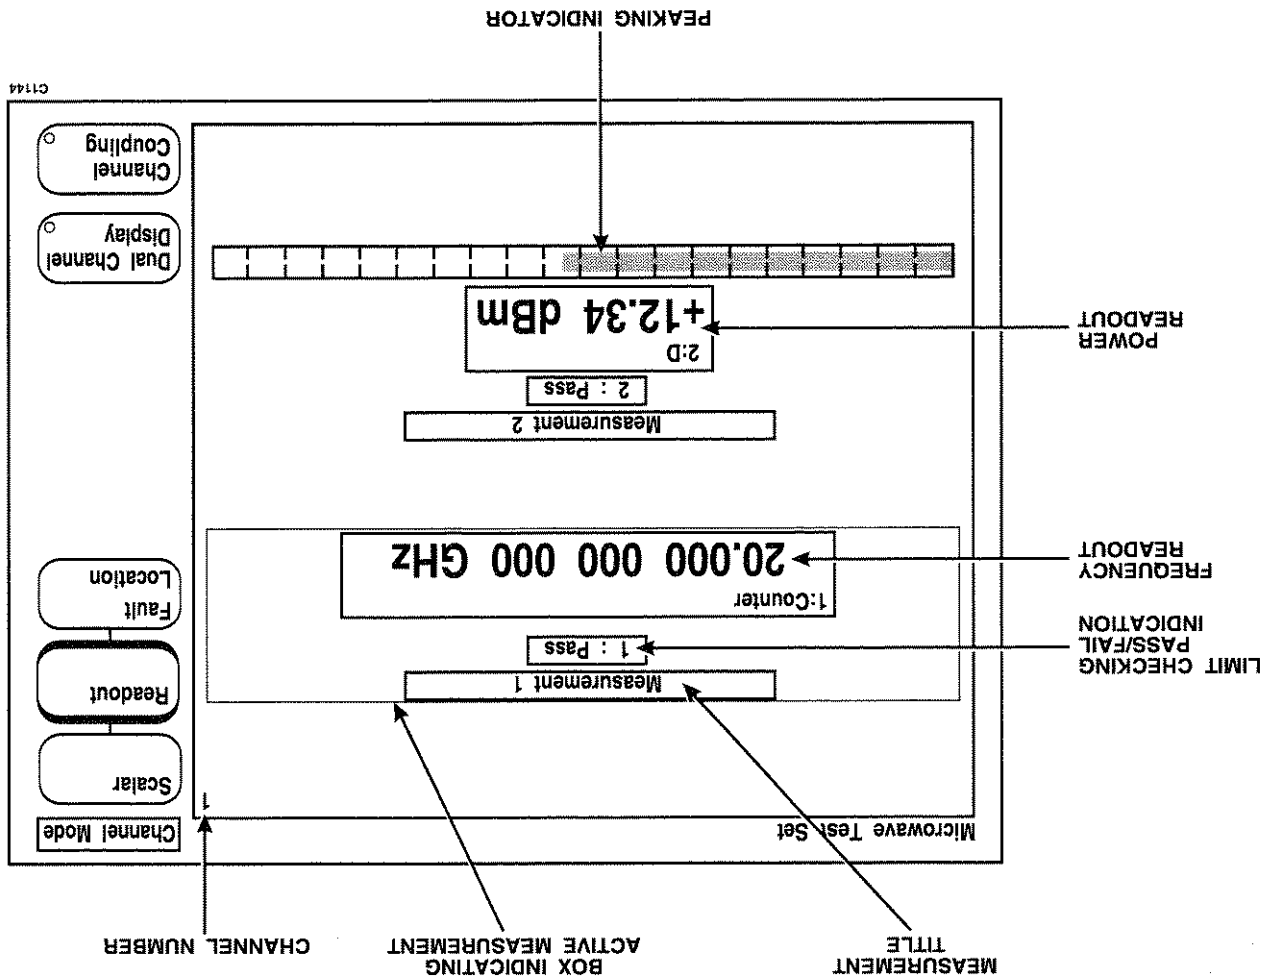 MEASUREMENT
TITLE
BOX INDICATING
ACTIVE MEASUREMENT
CHANNEL NUMBER
Microwave Test Set
Channel Mode
1
Scalar
Measurement 1
Readout
LIMIT CHECKING
PASS/FAIL
INDICATION
1 : Pass
Fault
Location
1:Counter
FREQUENCY
READOUT
20.000 000 000 000 GHz
Measurement 2
2 : Pass
2:D
POWER
READOUT
+12.34 dBm
Dual Channel
Display
Channel
Coupling
C1144
PEAKING INDICATOR